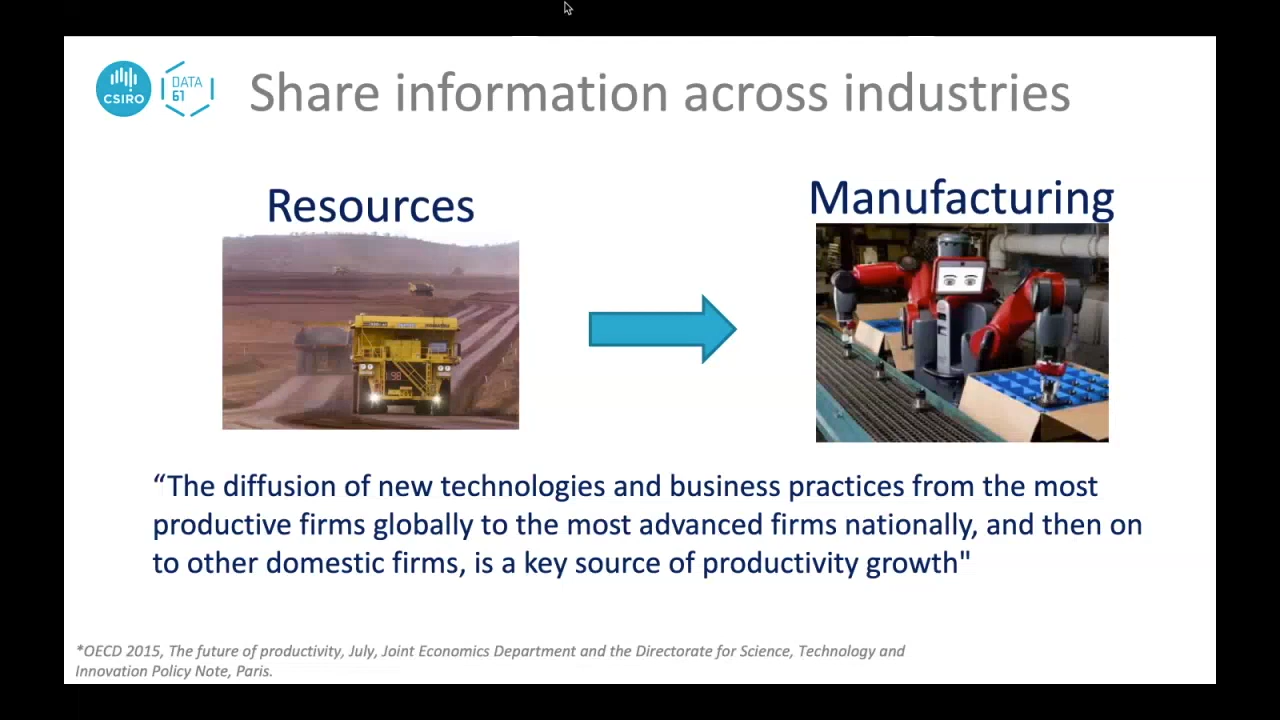 CSIRO
DATA
61
Share information across industries
Resources
Manufacturing
“The diffusion of new technologies and business practices from the most
productive firms globally to the most advanced firms nationally, and then on
to other domestic firms, is a key source of productivity growth"
*OECD 2015, The future of productivity, July, Joint Economics Department and the Directorate for Science, Technology and
Innovation Policy Note, Paris.